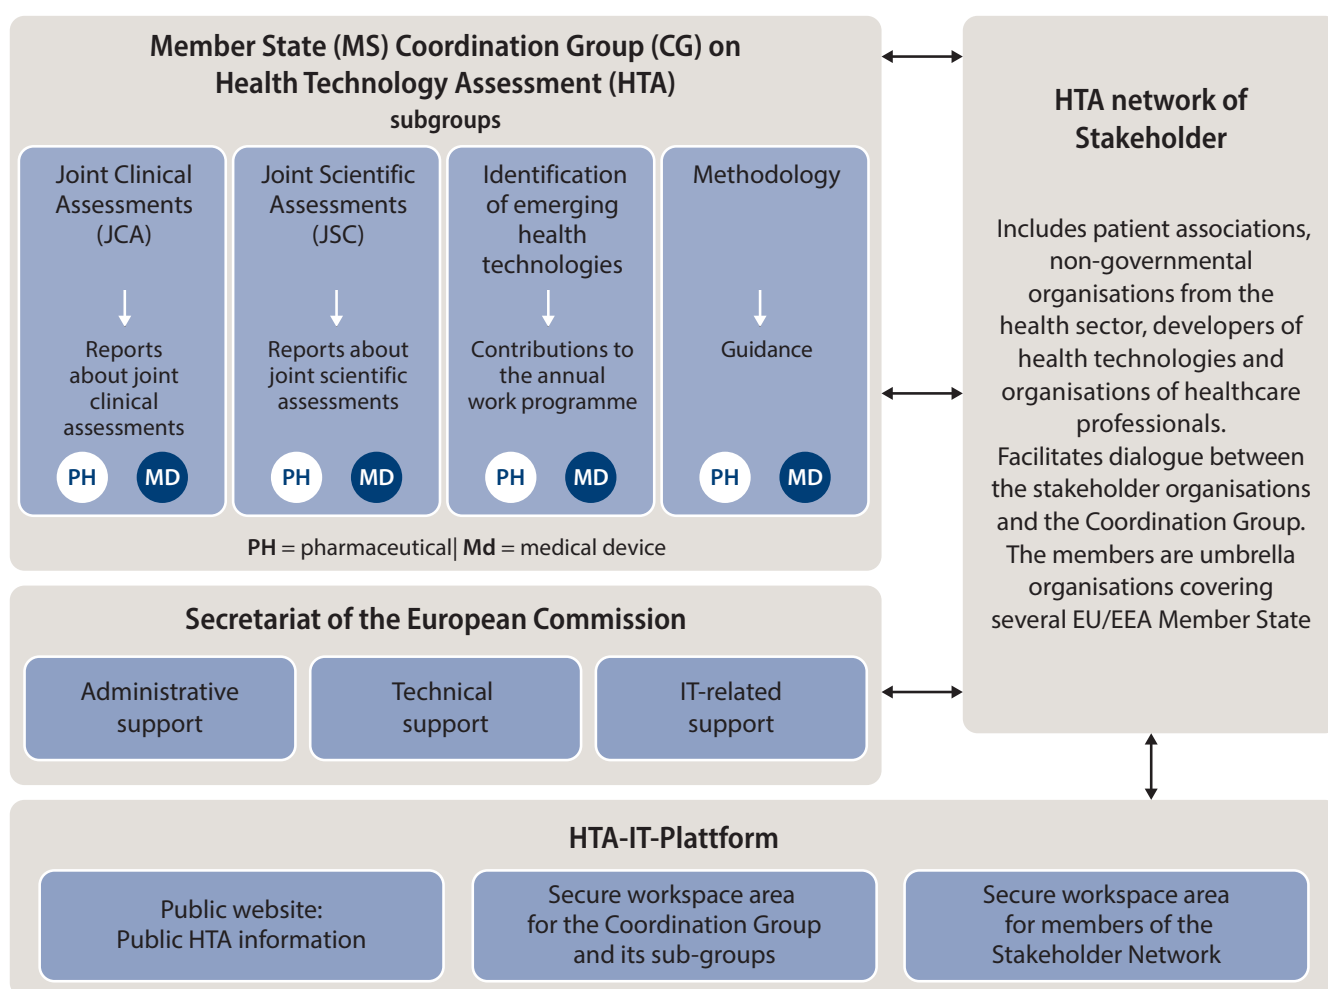 Member State (MS) Coordination Group (CG) on
Health Technology Assessment (HTA)
subgroups
Joint Clinical
Assessments
(JCA)
Reports
about joint
clinical
assessments
PH
MD
Joint Scientific
Assessments
(JSC)
Reports about
joint scientific
assessments
PH
MD
Identification
of emerging
health
technologies
Contributions to
the annual
work programme
PH
MD
Methodology
Guidance
PH
MD
PH = pharmaceutical| Md = medical device
HTA network of
Stakeholder
Includes patient associations,
non-governmental
organisations from the
health sector, developers of
health technologies and
organisations of healthcare
professionals.
Facilitates dialogue between
the stakeholder organisations
and the Coordination Group.
The members are umbrella
organisations covering
several EU/EEA Member State
Secretariat of the European Commission
Administrative
support
Technical
support
IT-related
support
HTA-IT-Plattform
Public website:
Public HTA information
Secure workspace area
for the Coordination Group
and its sub-groups
Secure workspace area
for members of the
Stakeholder Network